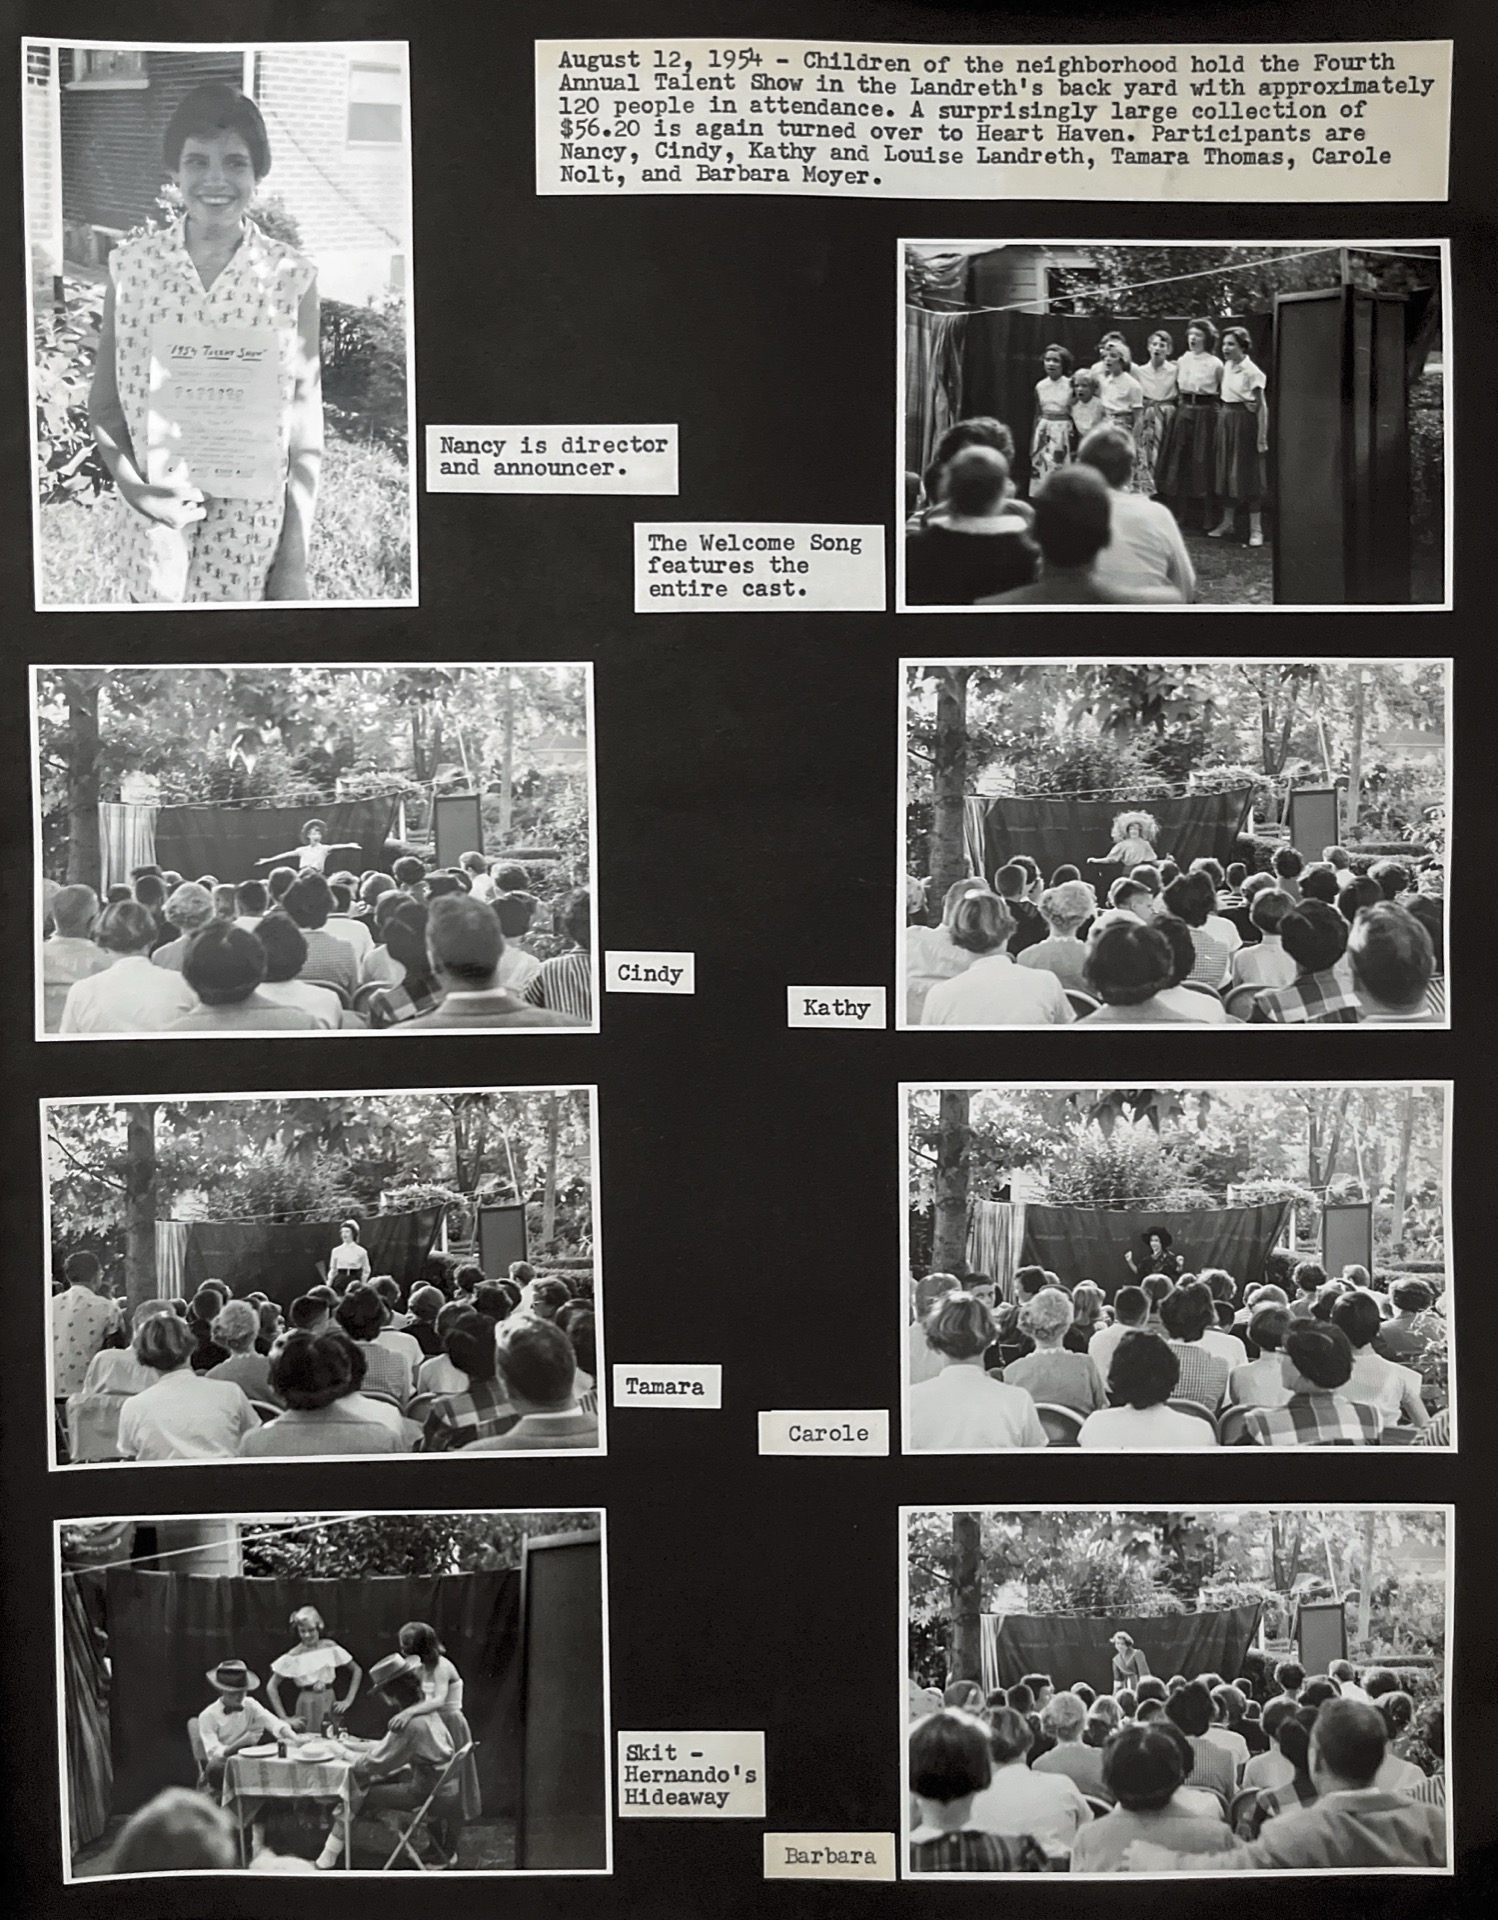 August 12, 1954 - Children of the neighborhood hold the Fourth
Annual Talent Show in the Landreth's back yard with approximately
120 people in attendance. A surprisingly large collection of
$56.20 is again turned over to Heart Haven. Participants are
Nancy, Cindy, Kathy and Louise Landreth, Tamara Thomas, Carole
Nolt, and Barbara Moyer.
"1954 TALENT SHOW"
Nancy is director
and announcer.
The Welcome Song
features the
entire cast.
Cindy
Kathy
Tamara
Carole
Skit -
Hernando's
Hideaway
Barbara